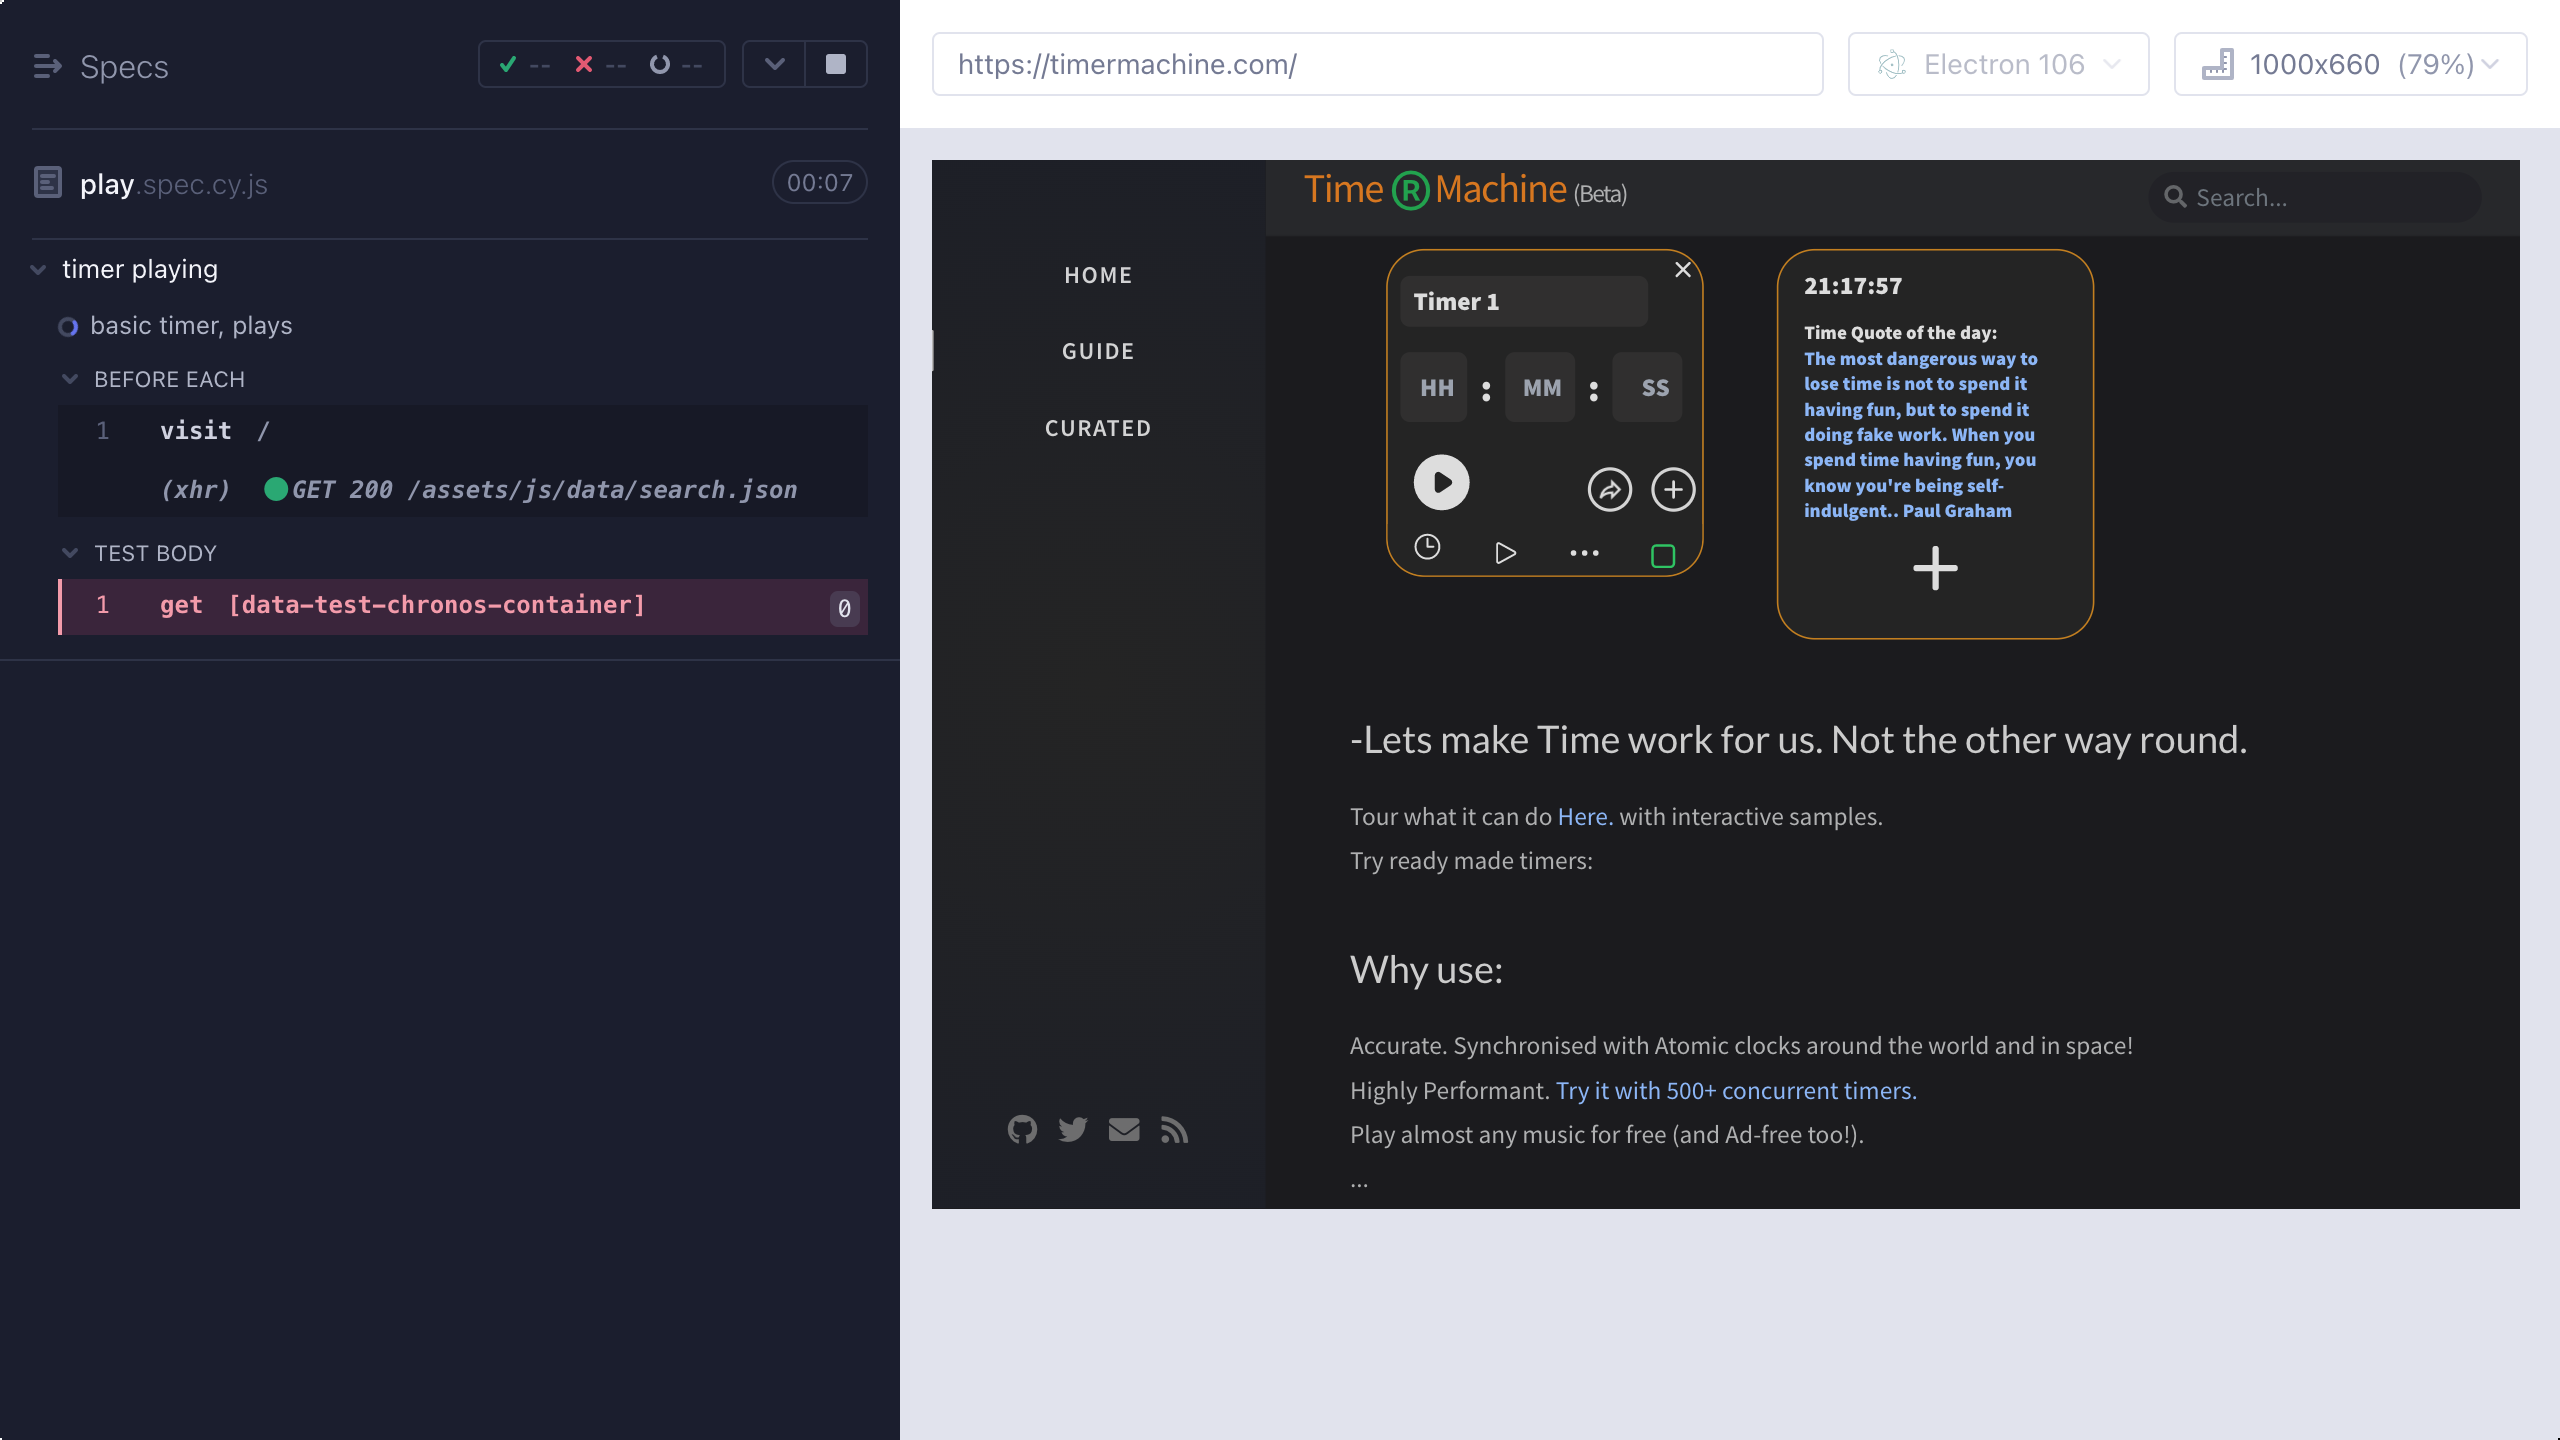 Specs
--
--
--
play.spec.cy.js
00:07
timer playing
basic timer, plays
BEFORE EACH
1 visit /
(xhr) GET 200 /assets/js/data/search.json
TEST BODY
1 get [data-test-chronos-container] 0
https://timermachine.com/
Electron 106
1000x660 (79%)
HOME
GUIDE
CURATED
Time R Machine (Beta)
Search...
Timer 1
HH : MM : SS
21:17:57
Time Quote of the day:
The most dangerous way to
lose time is not to spend it
having fun, but to spend it
doing fake work. When you
spend time having fun, you
know you're being self-
indulgent.. Paul Graham
-Lets make Time work for us. Not the other way round.
Tour what it can do Here. with interactive samples.
Try ready made timers:
Why use:
Accurate. Synchronised with Atomic clocks around the world and in space!
Highly Performant. Try it with 500+ concurrent timers.
Play almost any music for free (and Ad-free too!).
...